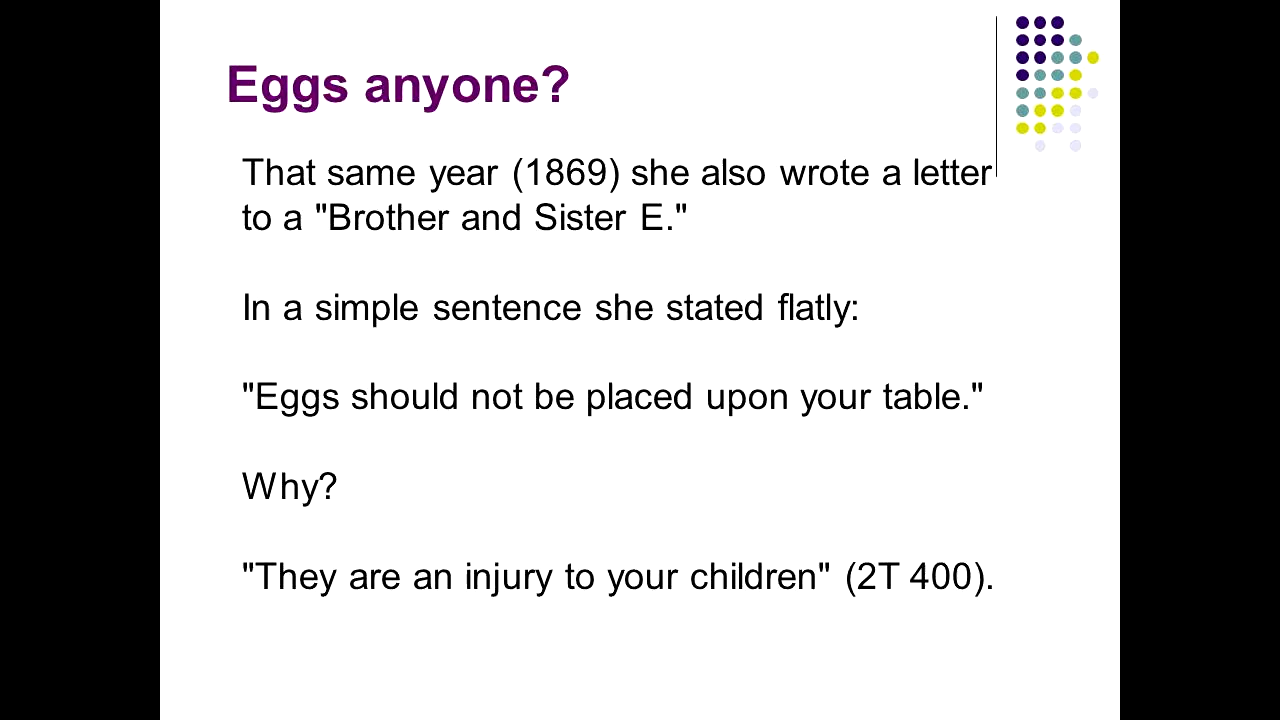 Eggs anyone?
That same year (1869) she also wrote a letter
to a "Brother and Sister E."
In a simple sentence she stated flatly:
"Eggs should not be placed upon your table."
Why?
"They are an injury to your children" (2T 400).